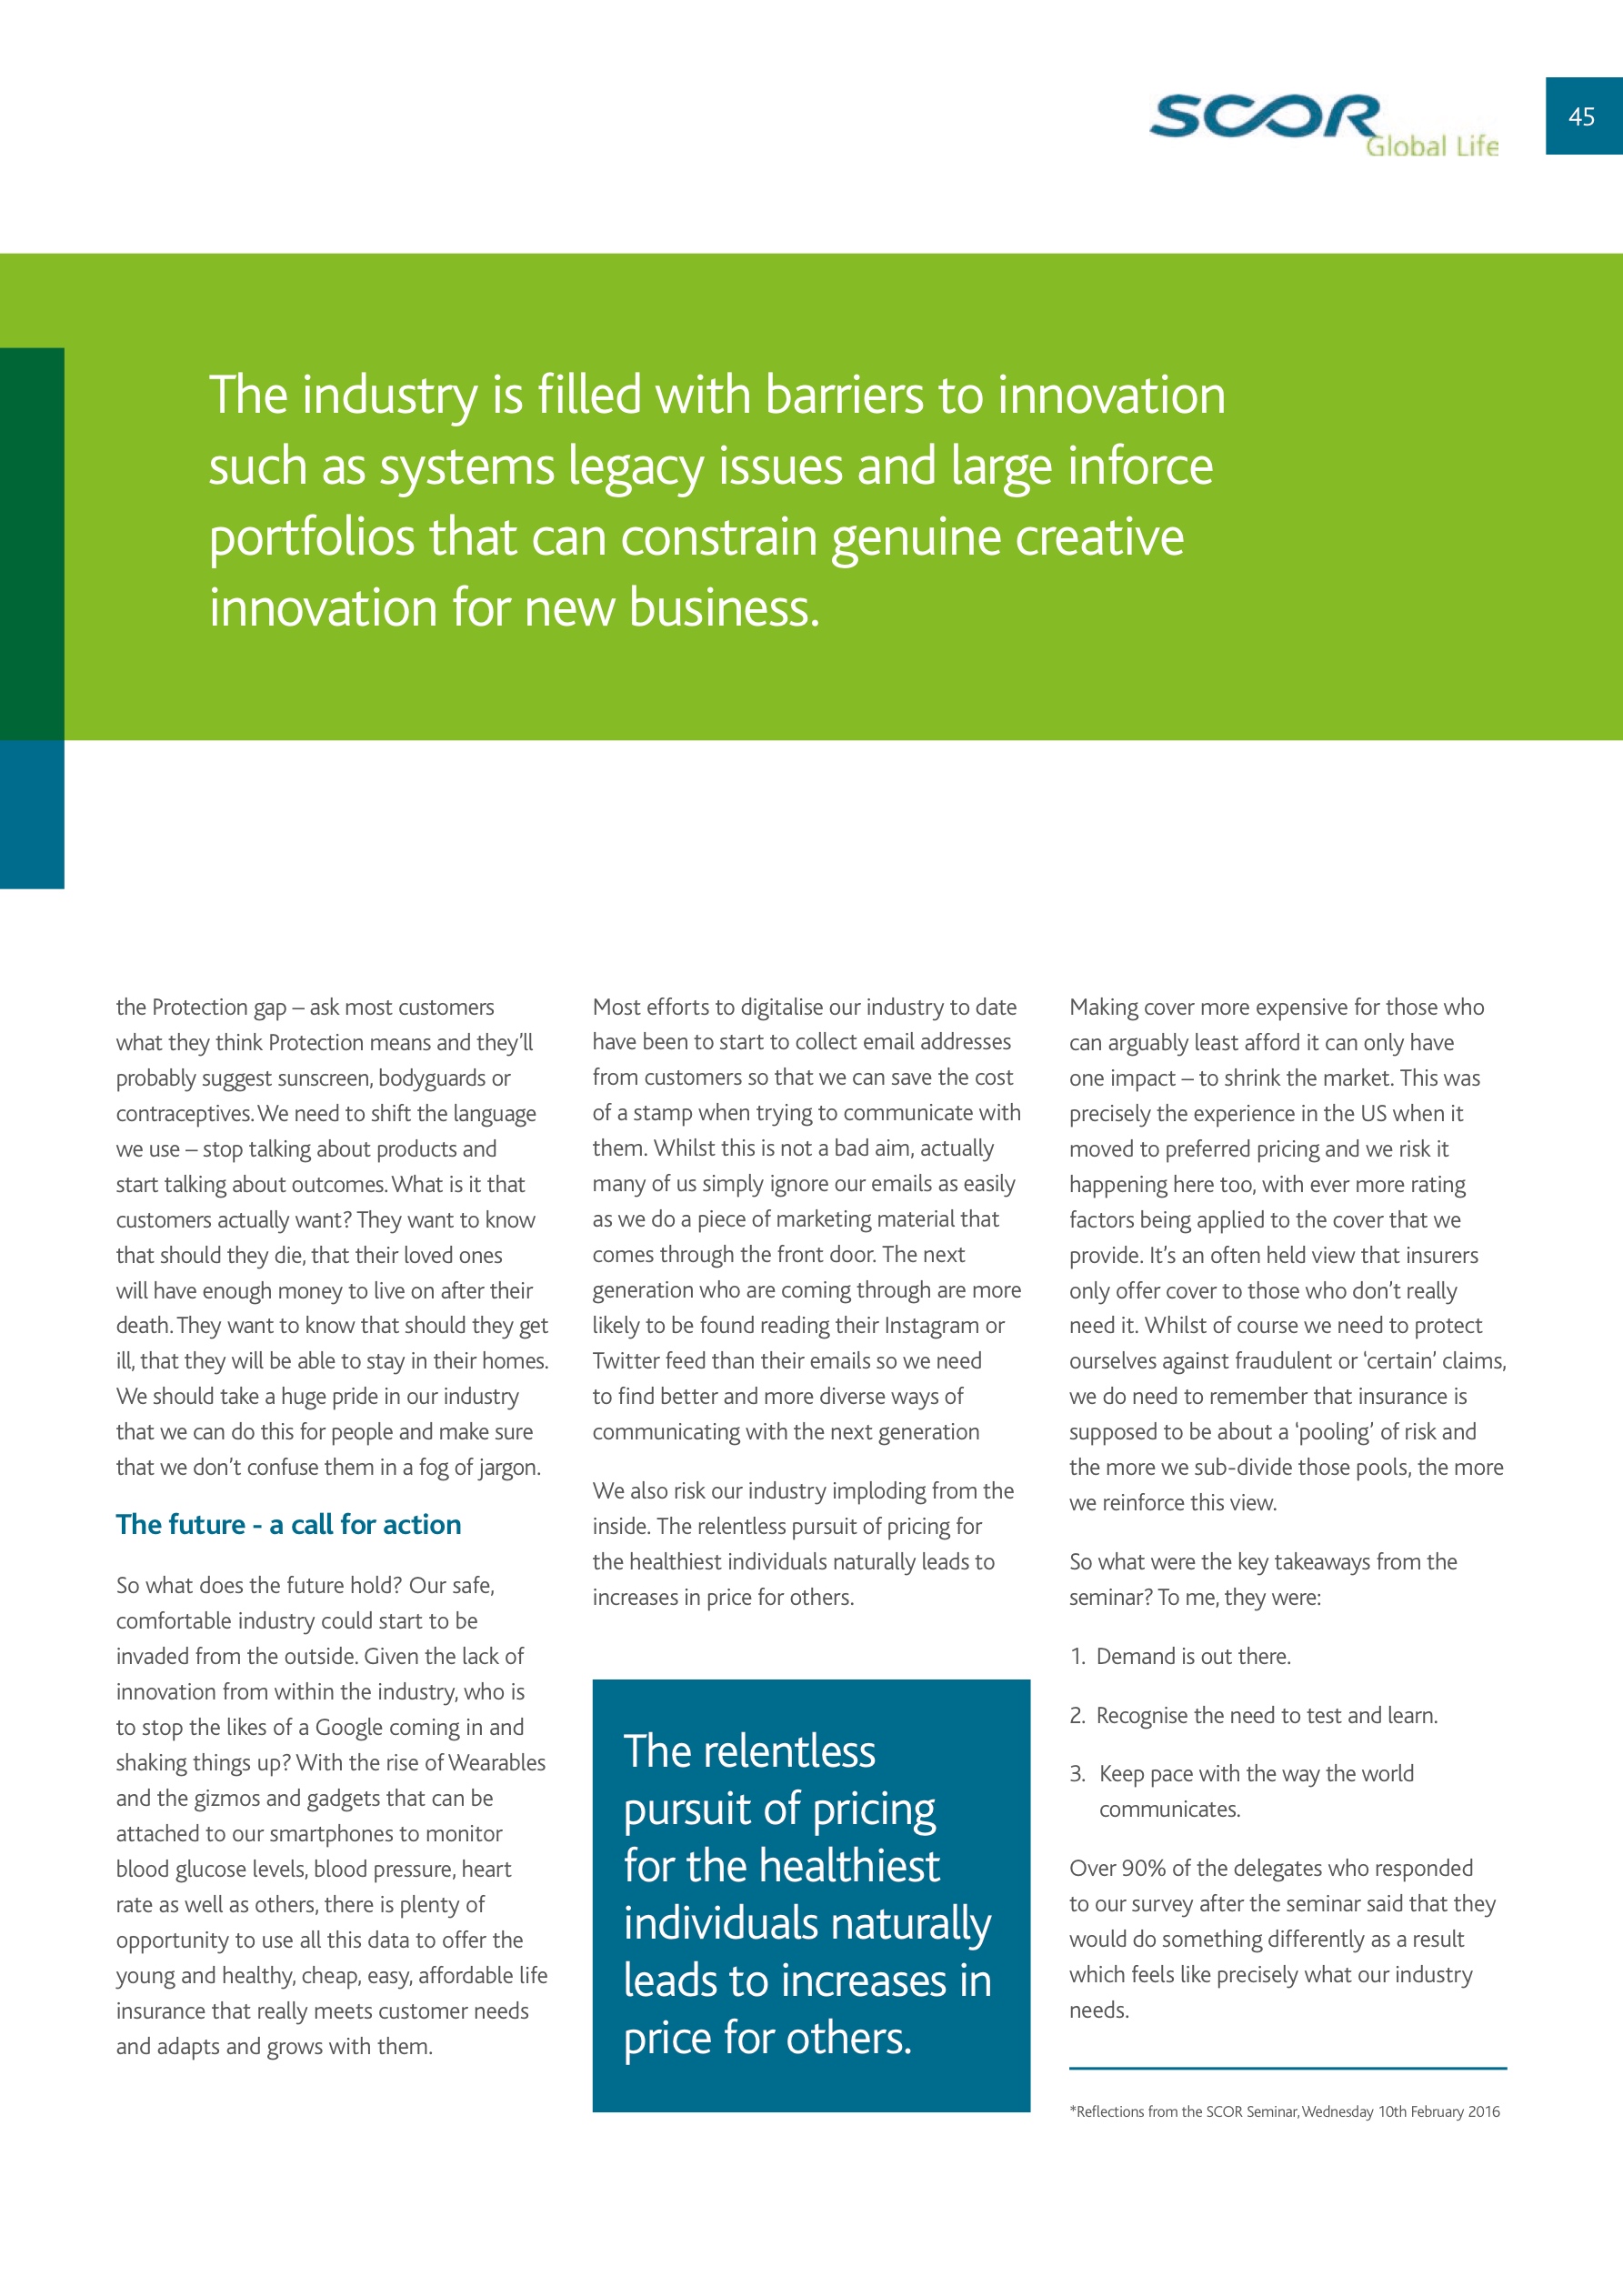 SCOR
Global Life
45
The industry is filled with barriers to innovation
such as systems legacy issues and large inforce
portfolios that can constrain genuine creative
innovation for new business.
the Protection gap – ask most customers
what they think Protection means and they’ll
probably suggest sunscreen, bodyguards or
contraceptives. We need to shift the language
we use – stop talking about products and
start talking about outcomes. What is it that
customers actually want? They want to know
that should they die, that their loved ones
will have enough money to live on after their
death. They want to know that should they get
ill, that they will be able to stay in their homes.
We should take a huge pride in our industry
that we can do this for people and make sure
that we don’t confuse them in a fog of jargon.
The future - a call for action
So what does the future hold? Our safe,
comfortable industry could start to be
invaded from the outside. Given the lack of
innovation from within the industry, who is
to stop the likes of a Google coming in and
shaking things up? With the rise of Wearables
and the gizmos and gadgets that can be
attached to our smartphones to monitor
blood glucose levels, blood pressure, heart
rate as well as others, there is plenty of
opportunity to use all this data to offer the
young and healthy, cheap, easy, affordable life
insurance that really meets customer needs
and adapts and grows with them.
Most efforts to digitalise our industry to date
have been to start to collect email addresses
from customers so that we can save the cost
of a stamp when trying to communicate with
them. Whilst this is not a bad aim, actually
many of us simply ignore our emails as easily
as we do a piece of marketing material that
comes through the front door. The next
generation who are coming through are more
likely to be found reading their Instagram or
Twitter feed than their emails so we need
to find better and more diverse ways of
communicating with the next generation
We also risk our industry imploding from the
inside. The relentless pursuit of pricing for
the healthiest individuals naturally leads to
increases in price for others.
The relentless
pursuit of pricing
for the healthiest
individuals naturally
leads to increases in
price for others.
Making cover more expensive for those who
can arguably least afford it can only have
one impact – to shrink the market. This was
precisely the experience in the US when it
moved to preferred pricing and we risk it
happening here too, with ever more rating
factors being applied to the cover that we
provide. It’s an often held view that insurers
only offer cover to those who don’t really
need it. Whilst of course we need to protect
ourselves against fraudulent or ‘certain’ claims,
we do need to remember that insurance is
supposed to be about a ‘pooling’ of risk and
the more we sub-divide those pools, the more
we reinforce this view.
So what were the key takeaways from the
seminar? To me, they were:
1. Demand is out there.
2. Recognise the need to test and learn.
3. Keep pace with the way the world
communicates.
Over 90% of the delegates who responded
to our survey after the seminar said that they
would do something differently as a result
which feels like precisely what our industry
needs.
*Reflections from the SCOR Seminar, Wednesday 10th February 2016